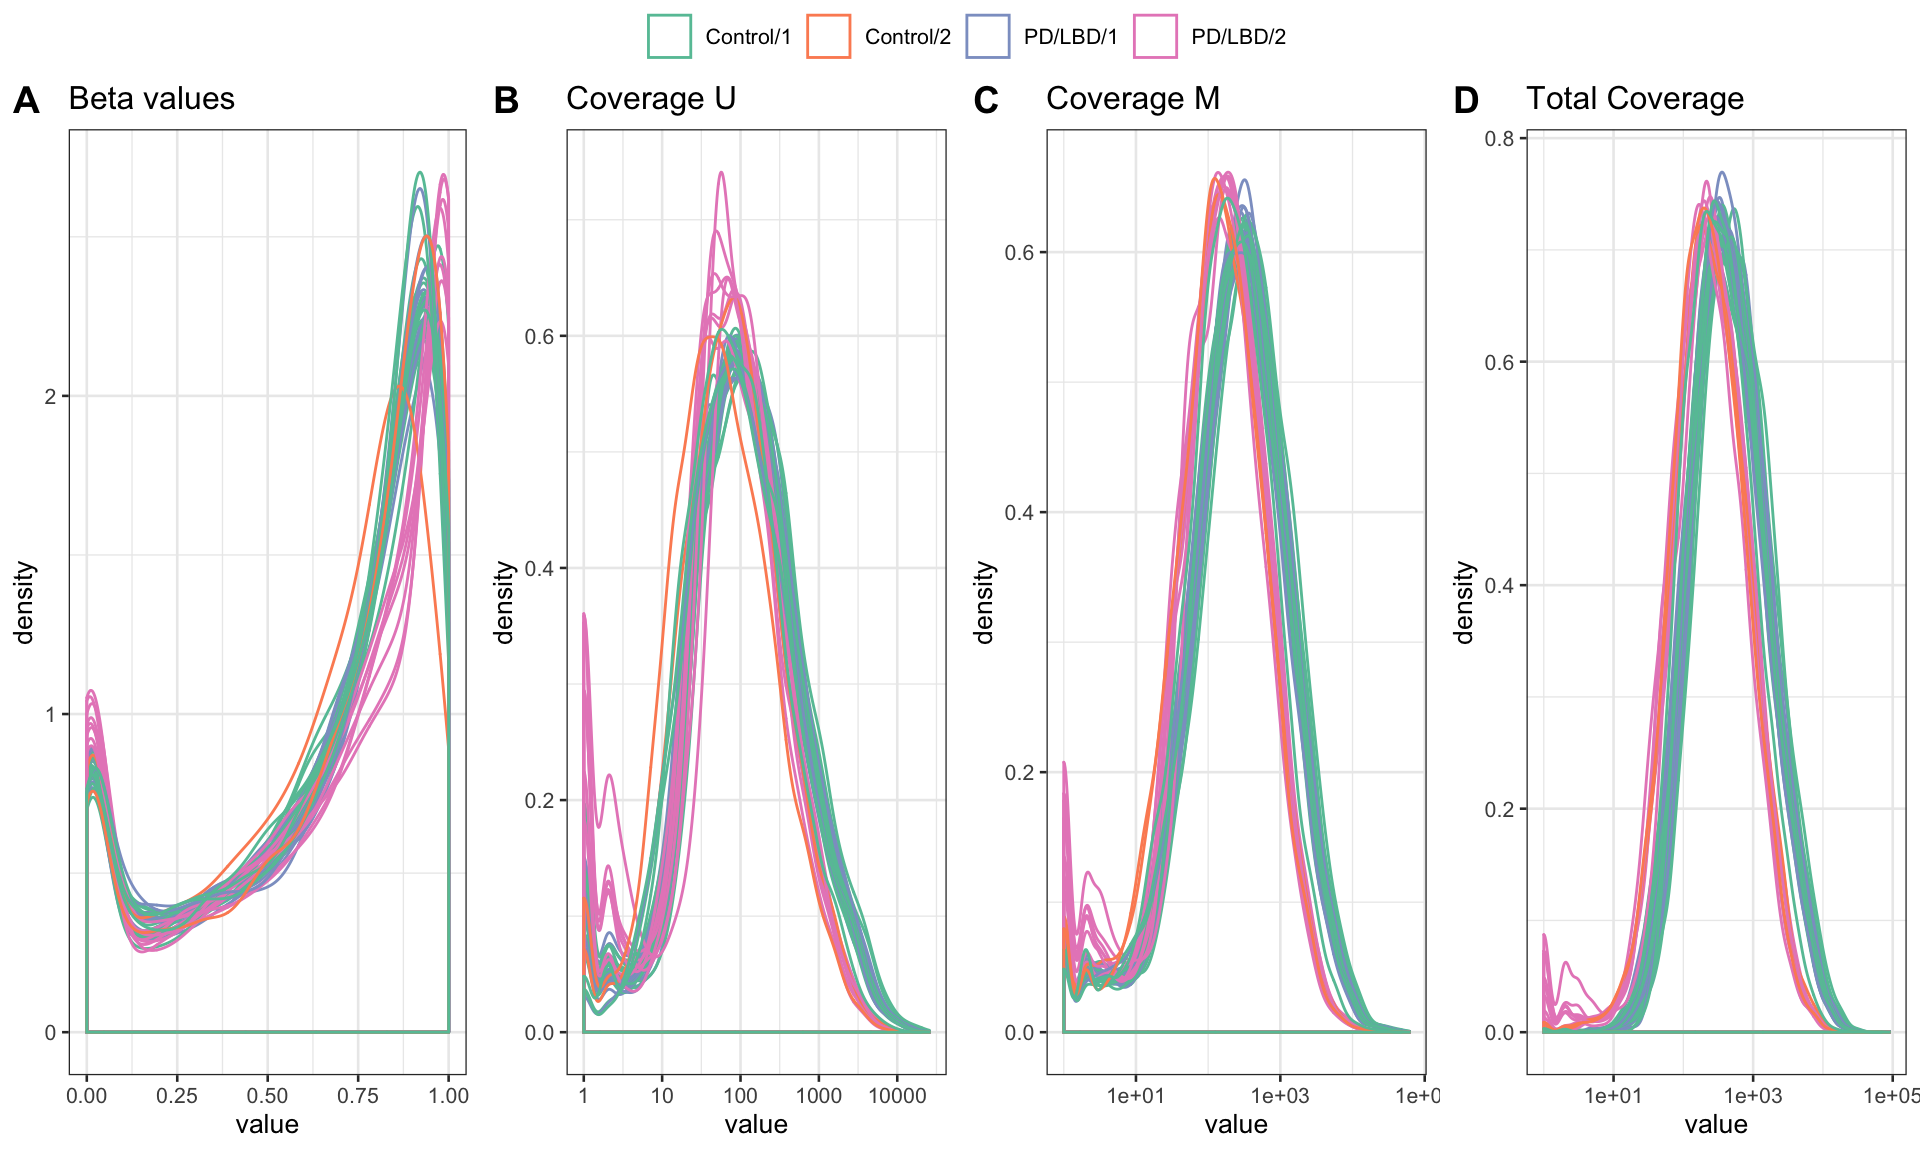 Control/1 Control/2 PD/LBD/1 PD/LBD/2
A Beta values
density
2
1
0
0.00 0.25 0.50 0.75 1.00
value
B Coverage U
density
0.6
0.4
0.2
0.0
1 10 100 1000 10000
value
C Coverage M
density
0.6
0.4
0.2
0.0
1e+01 1e+03 1e+0
value
D Total Coverage
density
0.8
0.6
0.4
0.2
0.0
1e+01 1e+03 1e+05
value